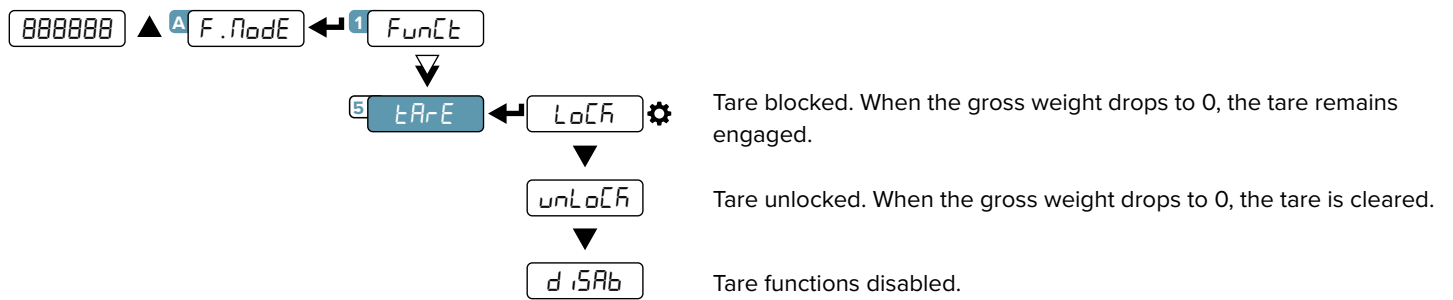 888888 A F.ModE 1 FunCt
5 tArE LoCK Tare blocked. When the gross weight drops to 0, the tare remains
engaged.
unLoCK Tare unlocked. When the gross weight drops to 0, the tare is cleared.
diSAb Tare functions disabled.